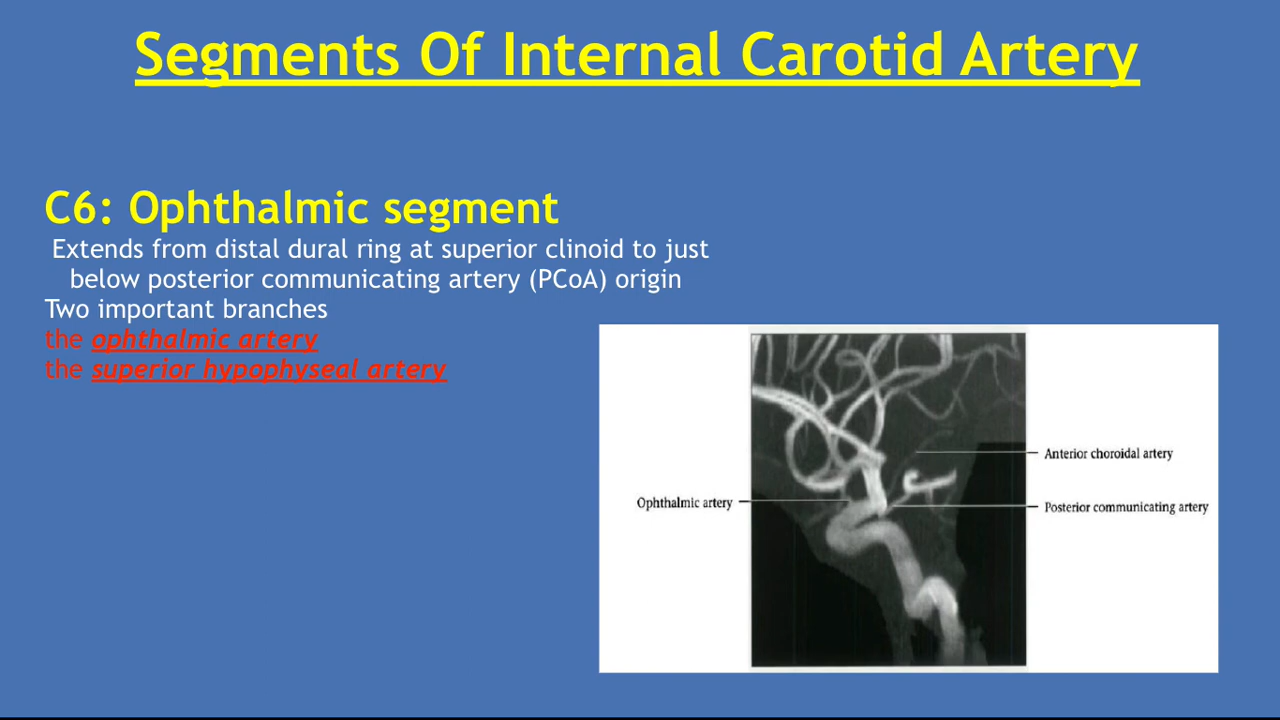 Segments Of Internal Carotid Artery
C6: Ophthalmic segment
Extends from distal dural ring at superior clinoid to just
below posterior communicating artery (PCoA) origin
Two important branches
the ophthalmic artery
the superior hypophyseal artery
Anterior choroidal artery
Ophthalmic artery
Posterior communicating artery